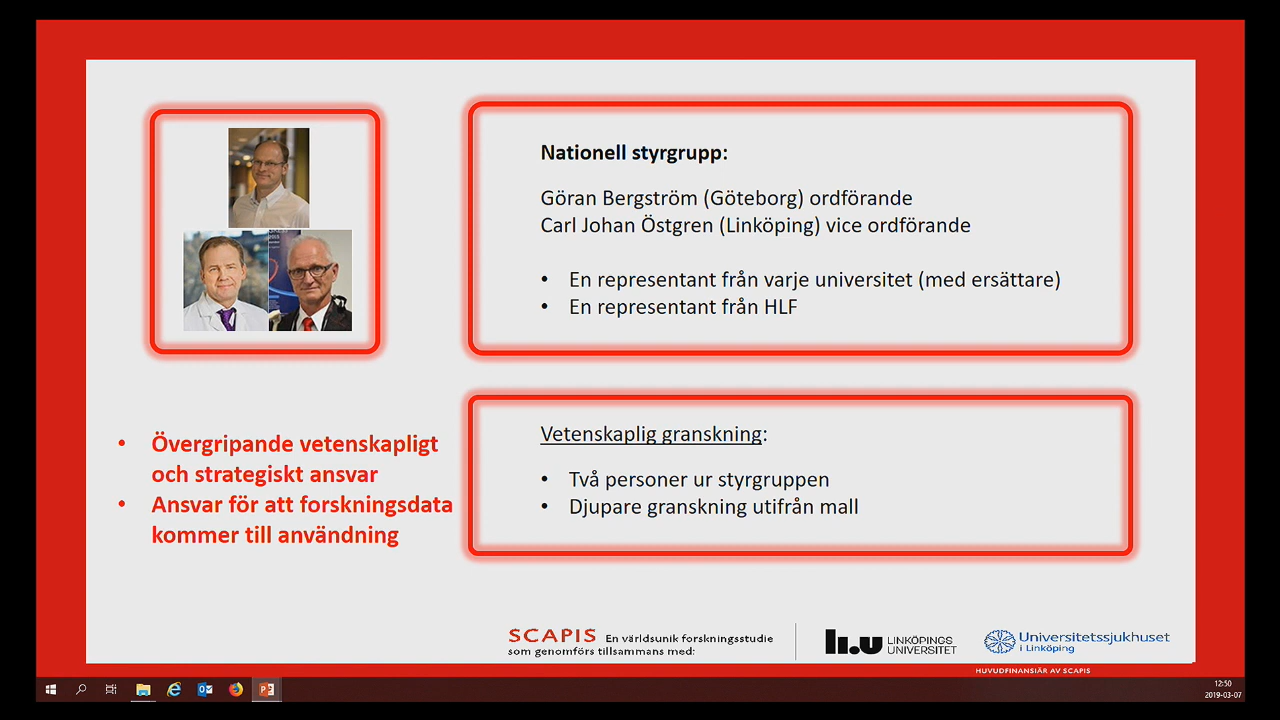 Nationell styrgrupp:
Göran Bergström (Göteborg) ordförande
Carl Johan Östgren (Linköping) vice ordförande
• En representant från varje universitet (med ersättare)
• En representant från HLF
• Övergripande vetenskapligt
och strategiskt ansvar
• Ansvar för att forskningsdata
kommer till användning
Vetenskaplig granskning:
• Två personer ur styrgruppen
• Djupare granskning utifrån mall
SCAPIS En världsunik forskningsstudie
som genomförs tillsammans med:
li.u LINKÖPINGS
UNIVERSITET
Universitetssjukhuset
i Linköping
HUVUDFINANSIÄR AV SCAPIS
12:50
2019-03-07